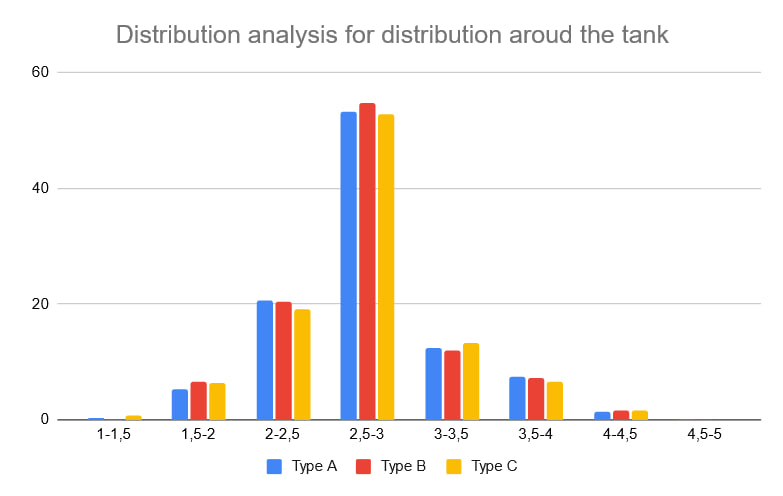 Distribution analysis for distribution aroud the tank
60
40
20
0
1-1,5 1,5-2 2-2,5 2,5-3 3-3,5 3,5-4 4-4,5 4,5-5
Type A Type B Type C